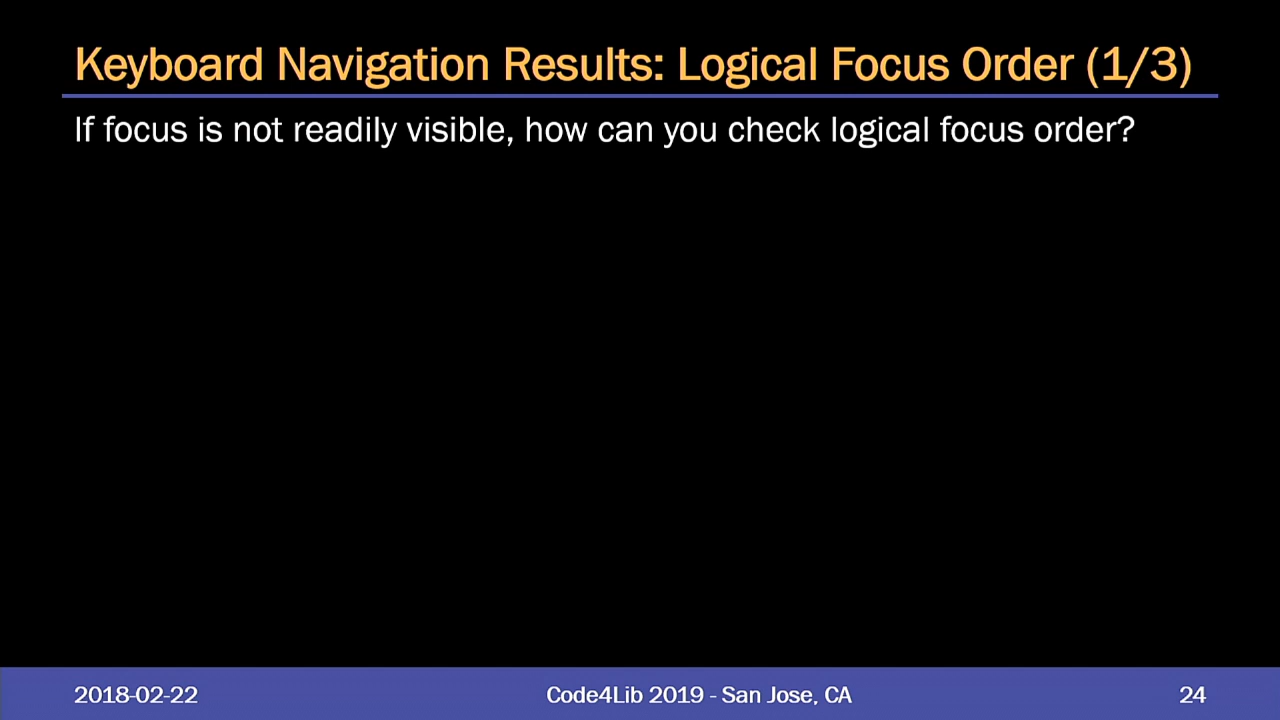 Keyboard Navigation Results: Logical Focus Order (1/3)
If focus is not readily visible, how can you check logical focus order?
2018-02-22
Code4Lib 2019 - San Jose, CA
24